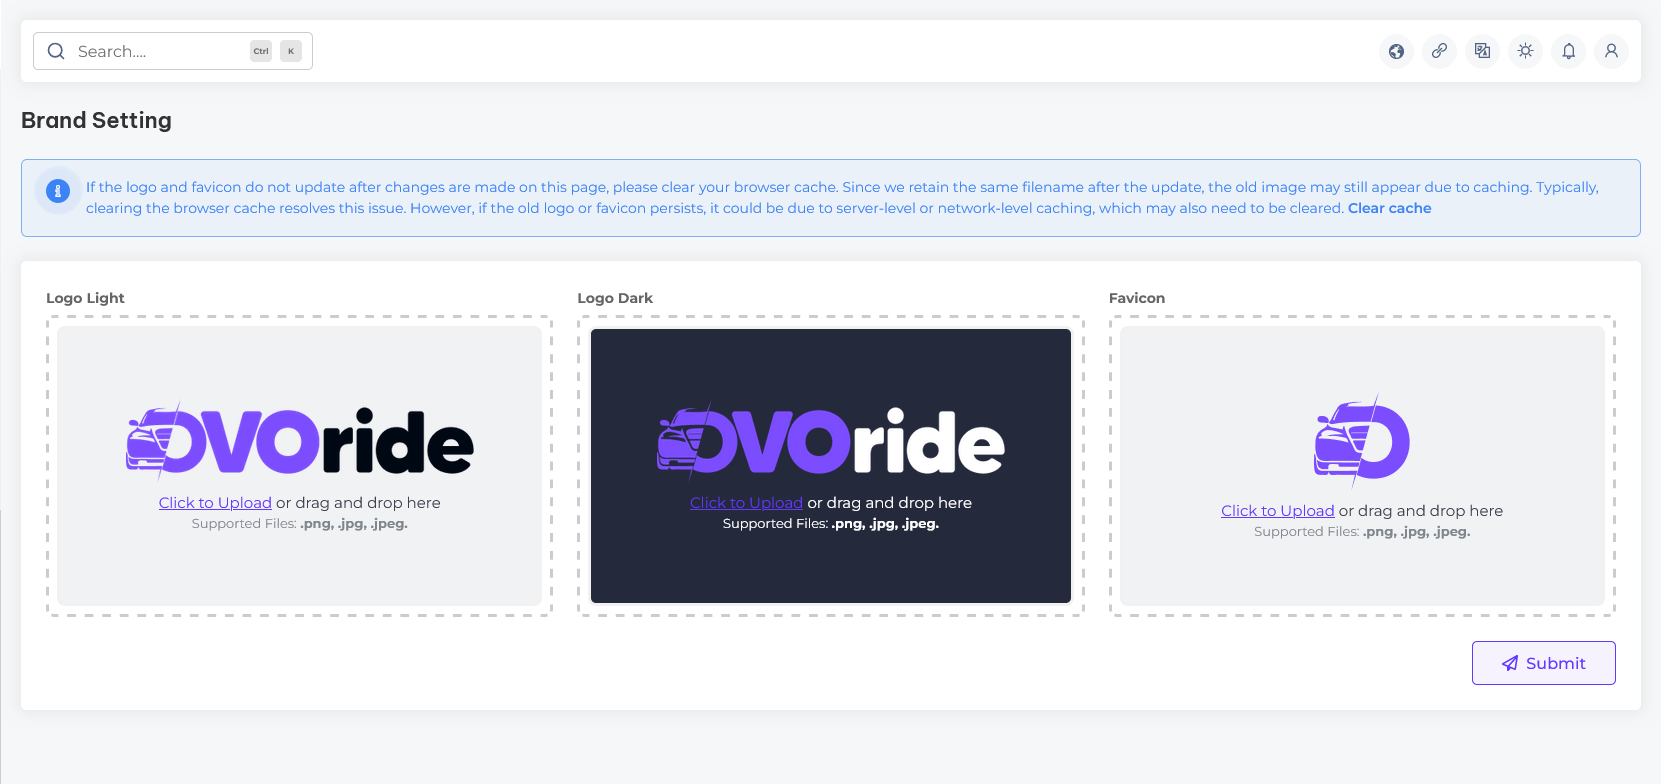 Search....
Ctrl
K
Brand Setting
If the logo and favicon do not update after changes are made on this page, please clear your browser cache. Since we retain the same filename after the update, the old image may still appear due to caching. Typically,
clearing the browser cache resolves this issue. However, if the old logo or favicon persists, it could be due to server-level or network-level caching, which may also need to be cleared. Clear cache
Logo Light
OVOride
Click to Upload or drag and drop here
Supported Files: .png, .jpg, .jpeg.
Logo Dark
OVOride
Click to Upload or drag and drop here
Supported Files: .png, .jpg, .jpeg.
Favicon
Click to Upload or drag and drop here
Supported Files: .png, .jpg, .jpeg.
Submit